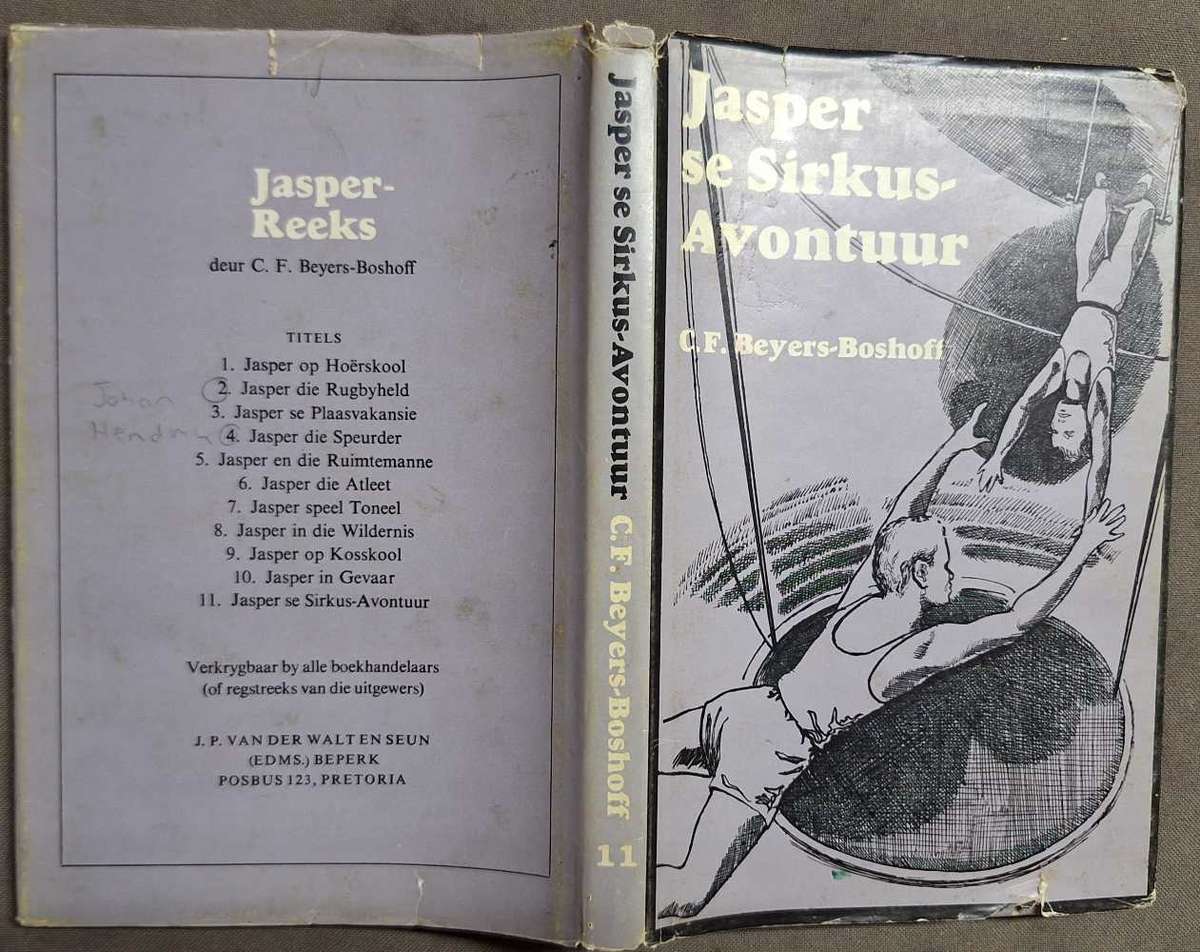 Jasper-
Reeks
deur C. F. Beyers-Boshoff
TITELS
1. Jasper op Hoërskool
2. Jasper die Rugbyheld
3. Jasper se Plaasvakansie
4. Jasper die Speurder
5. Jasper en die Ruimtemanne
6. Jasper die Atleet
7. Jasper speel Toneel
8. Jasper in die Wildernis
9. Jasper op Kosskool
10. Jasper in Gevaar
11. Jasper se Sirkus-Avontuur
Johan
Verkrygbaar by alle boekhandelaars
(of regstreeks van die uitgewers)
J. P. VAN DER WALT EN SEUN
(EDMS.) BEPERK
POSBUS 123, PRETORIA
Jasper se Sirkus-Avontuur C. F. Beyers-Boshoff
11
Jasper
se Sirkus-
Avontuur
C. F. Beyers-Boshoff